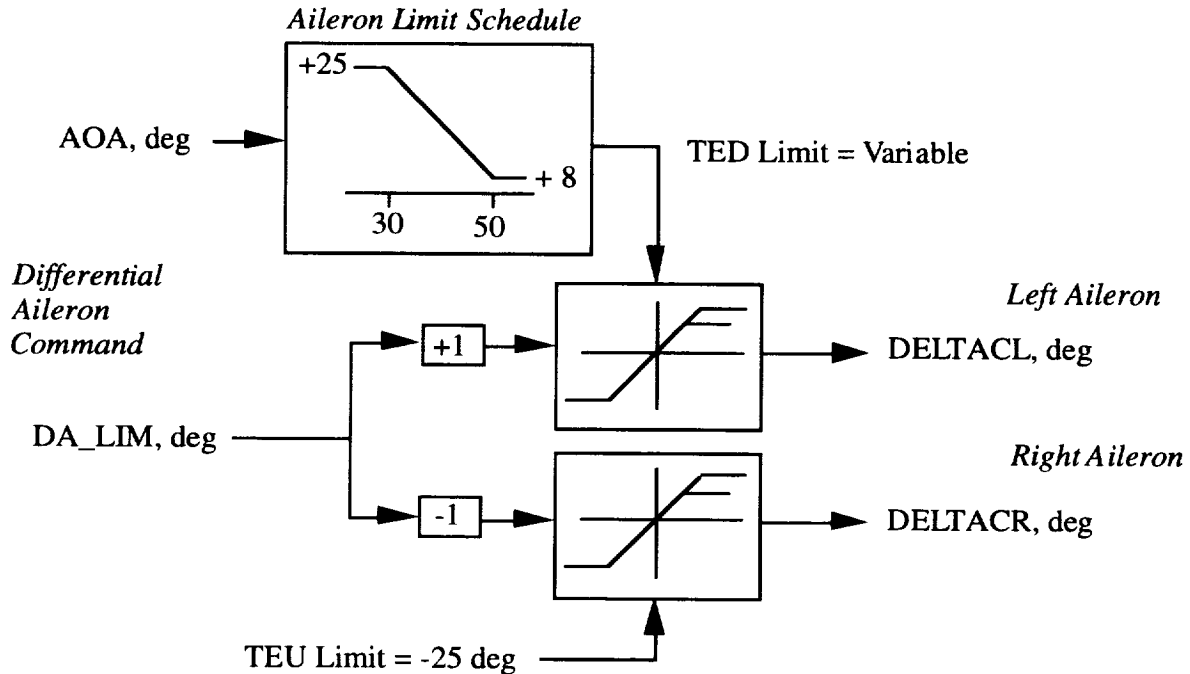 Aileron Limit Schedule
+25
+ 8
30
50
AOA, deg
TED Limit = Variable
Differential
Aileron
Command
+1
Left Aileron
DELTACL, deg
DA_LIM, deg
-1
Right Aileron
DELTACR, deg
TEU Limit = -25 deg